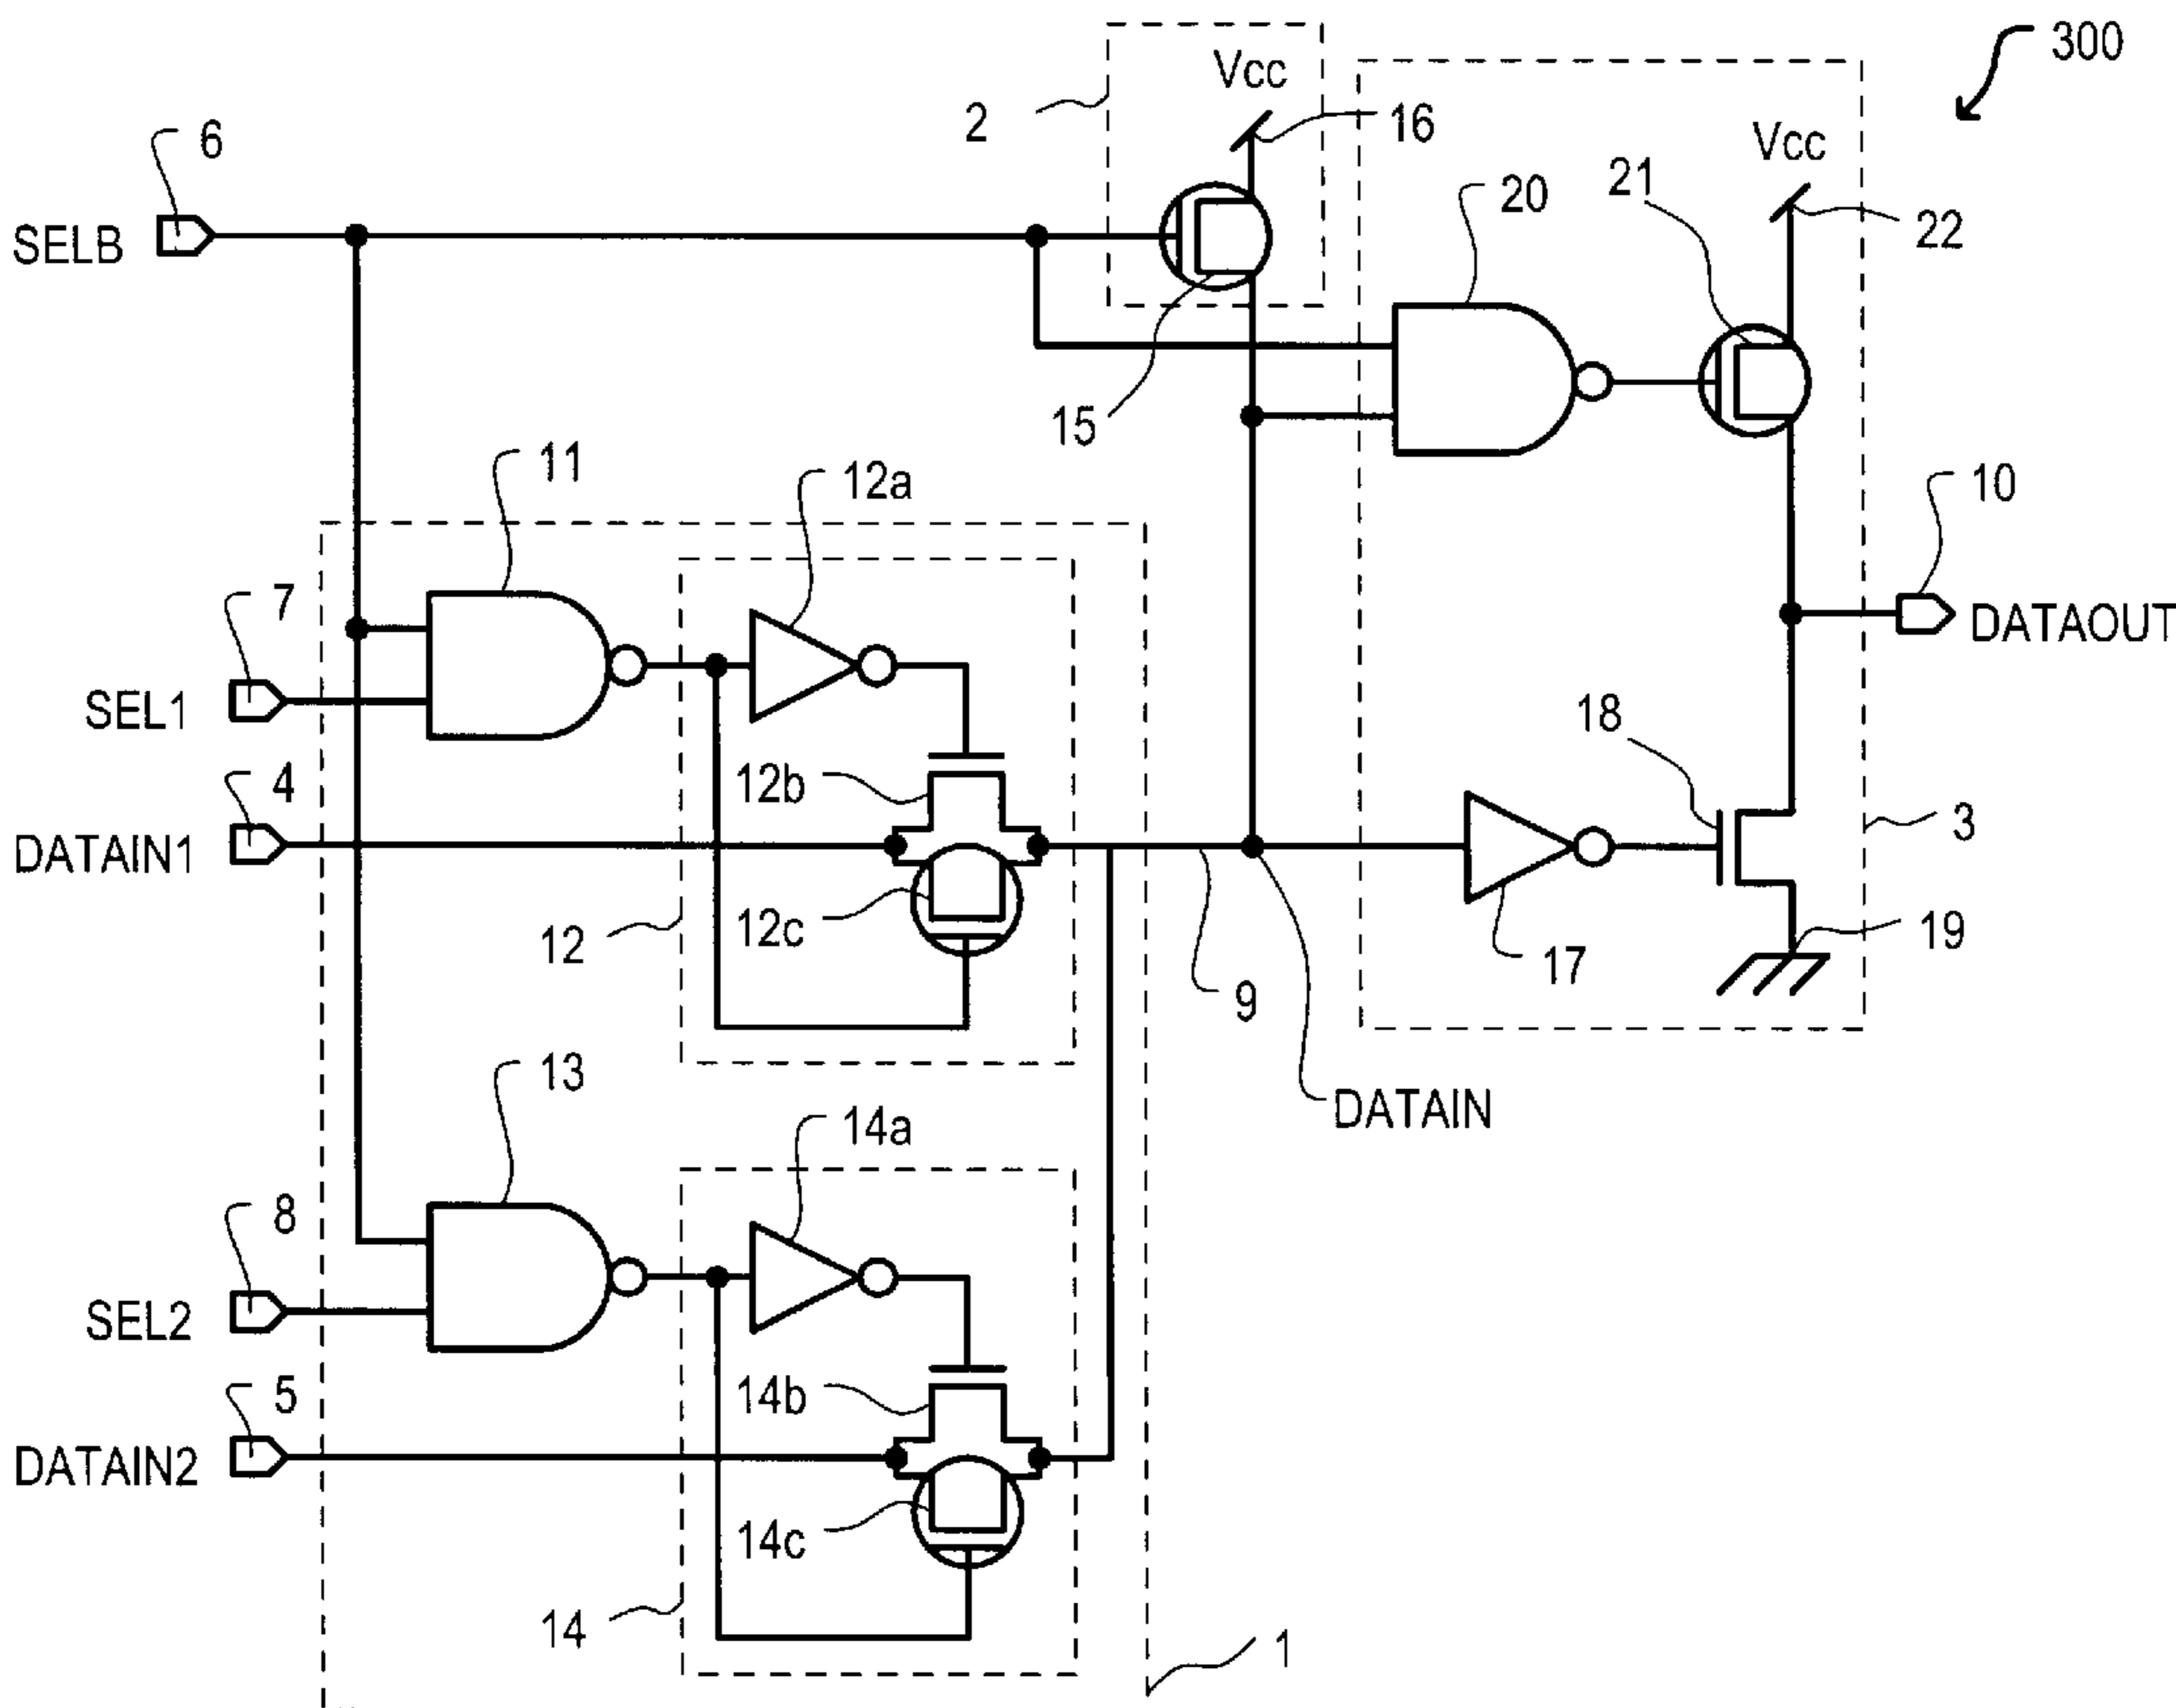 300
Vcc
2
16
6
Vcc
21
20
22
SELB
15
11
12a
10
7
DATAOUT
SEL1
18
4
12b
3
DATAIN1
12c
12
19
17
9
13
DATAIN
14a
8
SEL2
5
14b
DATAIN2
14c
14
1